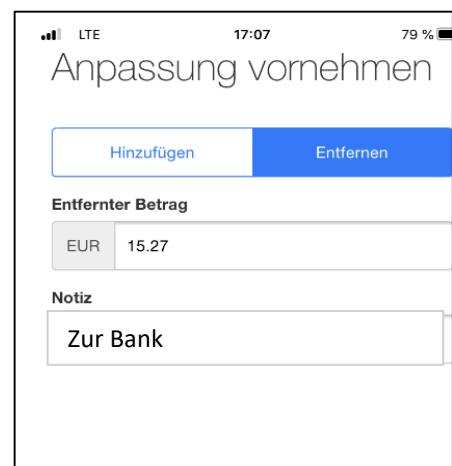 LTE 17:07 79 %
Anpassung vornehmen
Hinzufügen Entfernen
Entfernter Betrag
EUR 15.27
Notiz
Zur Bank